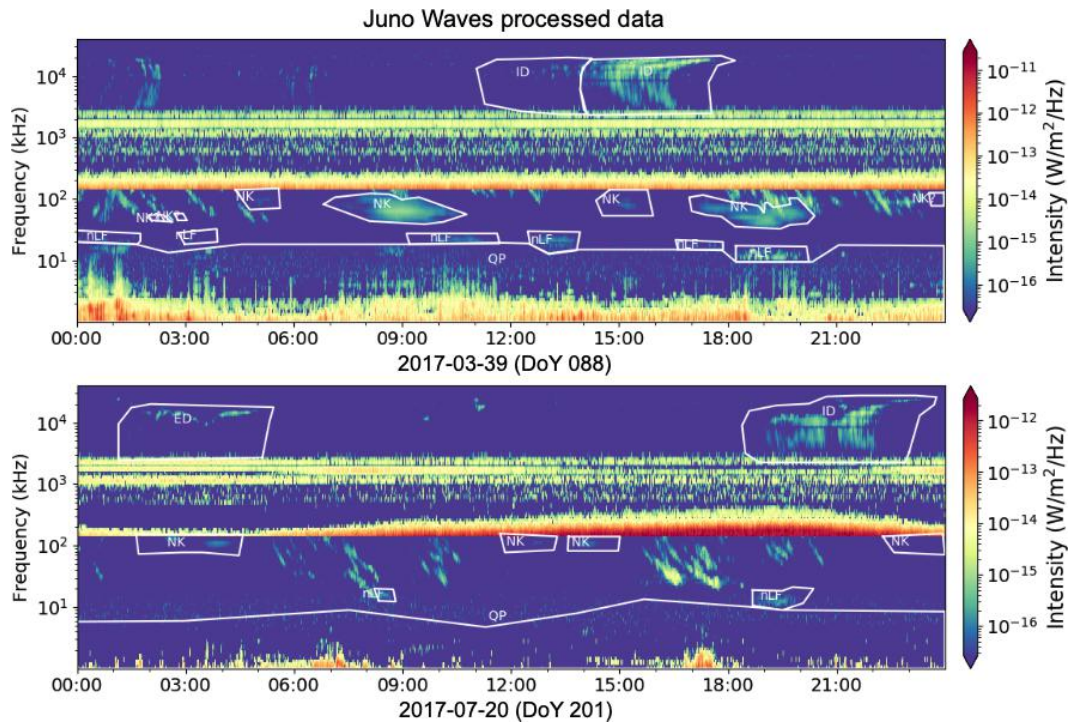 Juno Waves processed data
Frequency (kHz)
10⁴
10³
10²
10¹
ID
ID
NK
NK
NK
NK
NK?
NK
NK?
nLF
nLF
nLF
nLF
nLF
nLF
QP
00:00
03:00
06:00
09:00
12:00
15:00
18:00
21:00
2017-03-39 (DoY 088)
10⁻¹¹
10⁻¹²
10⁻¹³
10⁻¹⁴
10⁻¹⁵
10⁻¹⁶
Intensity (W/m²/Hz)
Frequency (kHz)
10⁴
10³
10²
10¹
ED
ID
NK
NK
NK
NK
nLF
nLF
QP
00:00
03:00
06:00
09:00
12:00
15:00
18:00
21:00
2017-07-20 (DoY 201)
10⁻¹²
10⁻¹³
10⁻¹⁴
10⁻¹⁵
10⁻¹⁶
Intensity (W/m²/Hz)